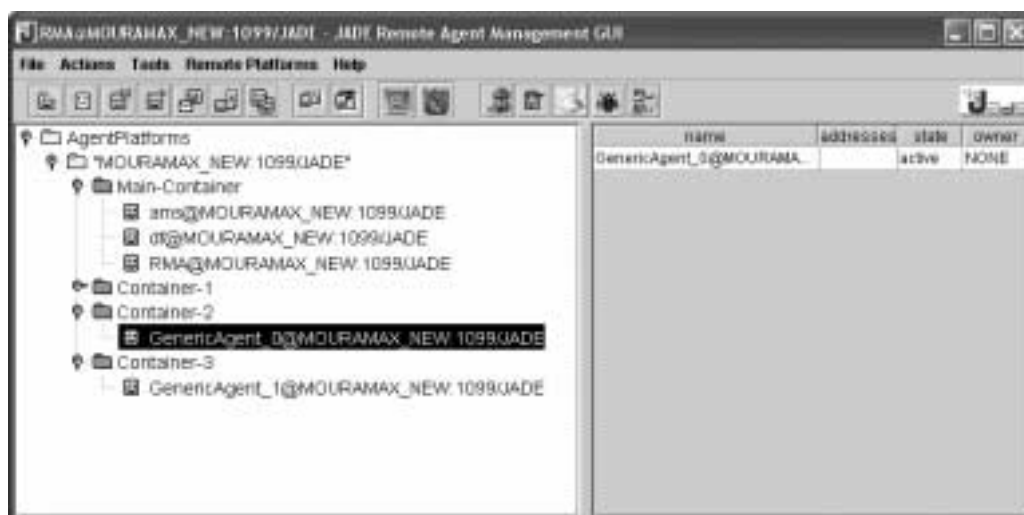 RMA@MOURAMAX_NEW:1099/JADE - JADE Remote Agent Management GUI
File Actions Tools Remote Platforms Help
AgentPlatforms
"MOURAMAX_NEW:1099/JADE"
Main-Container
ams@MOURAMAX_NEW:1099/JADE
df@MOURAMAX_NEW:1099/JADE
RMA@MOURAMAX_NEW:1099/JADE
Container-1
Container-2
GenericAgent_0@MOURAMAX_NEW:1099/JADE
Container-3
GenericAgent_1@MOURAMAX_NEW:1099/JADE
name addresses state owner
GenericAgent_0@MOURAMA... active NONE